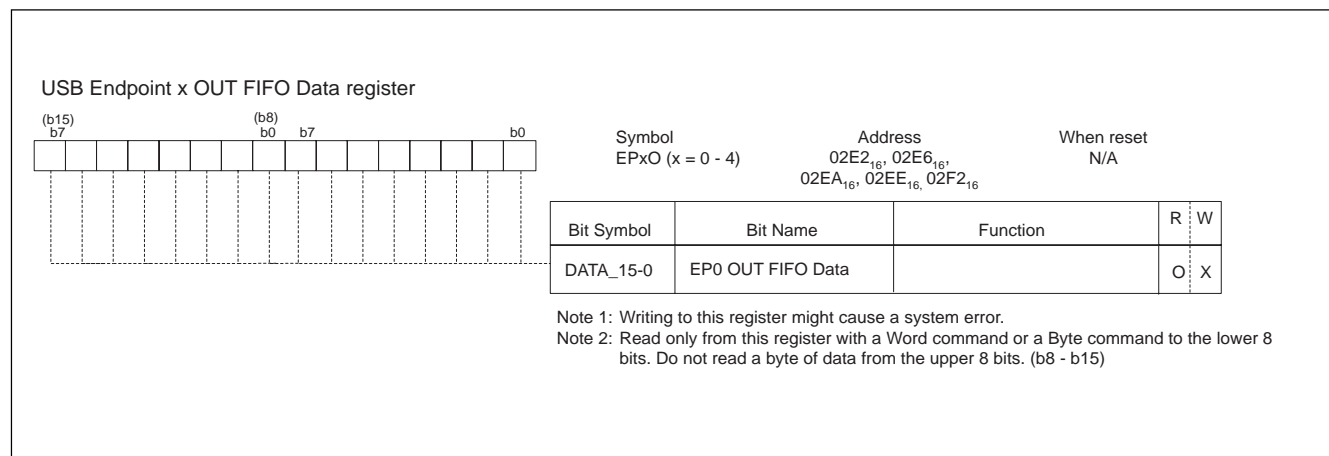 USB Endpoint x OUT FIFO Data register
(b15) (b8)
b7 b0 b7 b0
Symbol Address When reset
EPxO (x = 0 - 4) 02E2₁₆, 02E6₁₆, N/A
02EA₁₆, 02EE₁₆, 02F2₁₆
Bit Symbol Bit Name Function R W
DATA_15-0 EP0 OUT FIFO Data O X
Note 1: Writing to this register might cause a system error.
Note 2: Read only from this register with a Word command or a Byte command to the lower 8
bits. Do not read a byte of data from the upper 8 bits. (b8 - b15)